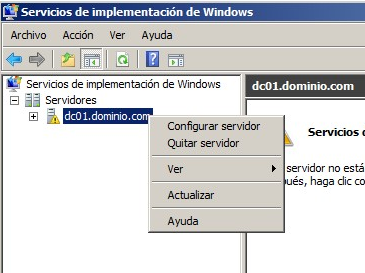 Servicios de implementación de Windows
Archivo Acción Ver Ayuda
Servicios de implementación de Windows
Servidores
dc01.dominio.com
dc01.dominio.com
Servicios d
servidor no está
haga clic co
Configurar servidor
Quitar servidor
Ver
Actualizar
Ayuda